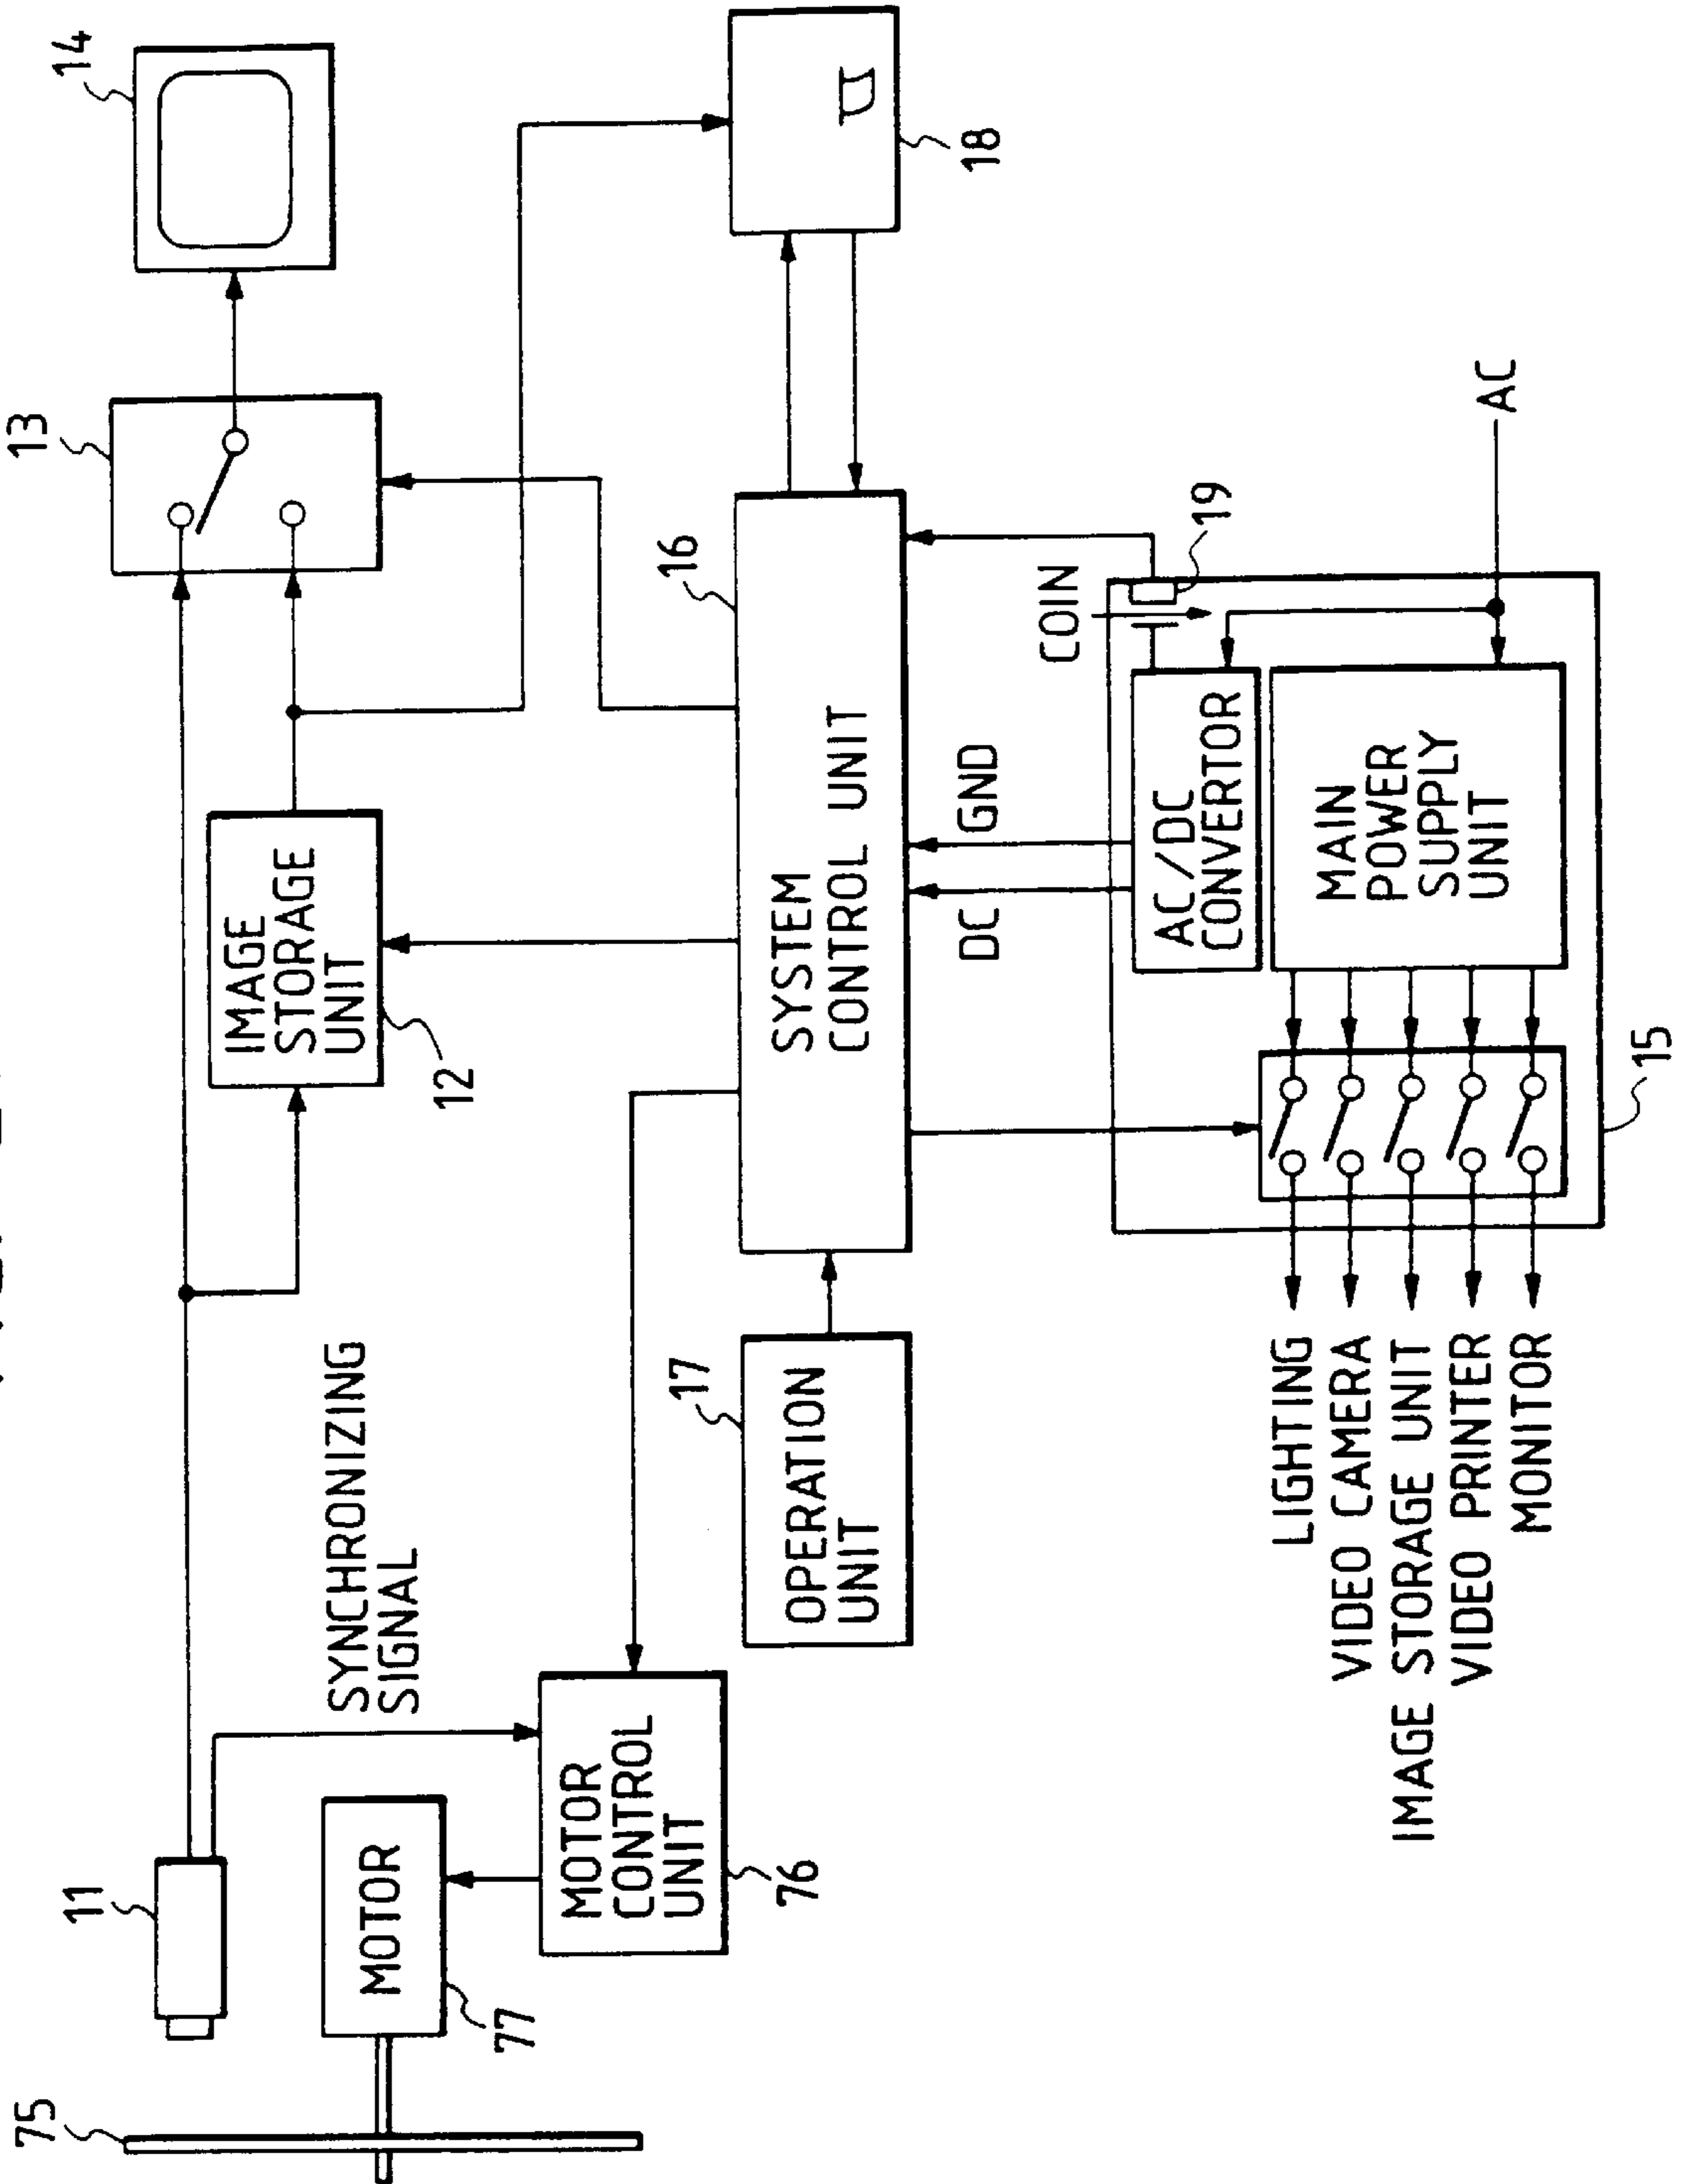 75
11
SYNCHRONIZING
SIGNAL
13
14
77
MOTOR
76
MOTOR
CONTROL
UNIT
12
IMAGE
STORAGE
UNIT
17
OPERATION
UNIT
16
SYSTEM
CONTROL UNIT
18
DC
GND
COIN
19
AC/DC
CONVERTOR
MAIN
POWER
SUPPLY
UNIT
AC
15
LIGHTING
VIDEO CAMERA
IMAGE STORAGE UNIT
VIDEO PRINTER
MONITOR